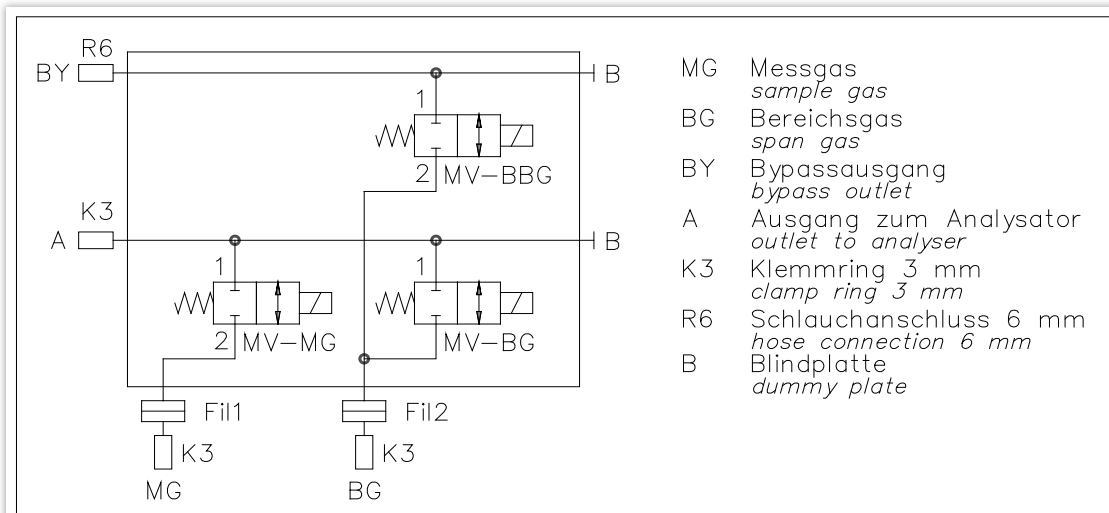 R6
BY
B
1
2 MV-BBG
K3
A
B
1
1
2 MV-MG
MV-BG
Fil1
Fil2
K3
K3
MG
BG
MG Messgas
sample gas
BG Bereichsgas
span gas
BY Bypassausgang
bypass outlet
A Ausgang zum Analysator
outlet to analyser
K3 Klemmring 3 mm
clamp ring 3 mm
R6 Schlauchanschluss 6 mm
hose connection 6 mm
B Blindplatte
dummy plate